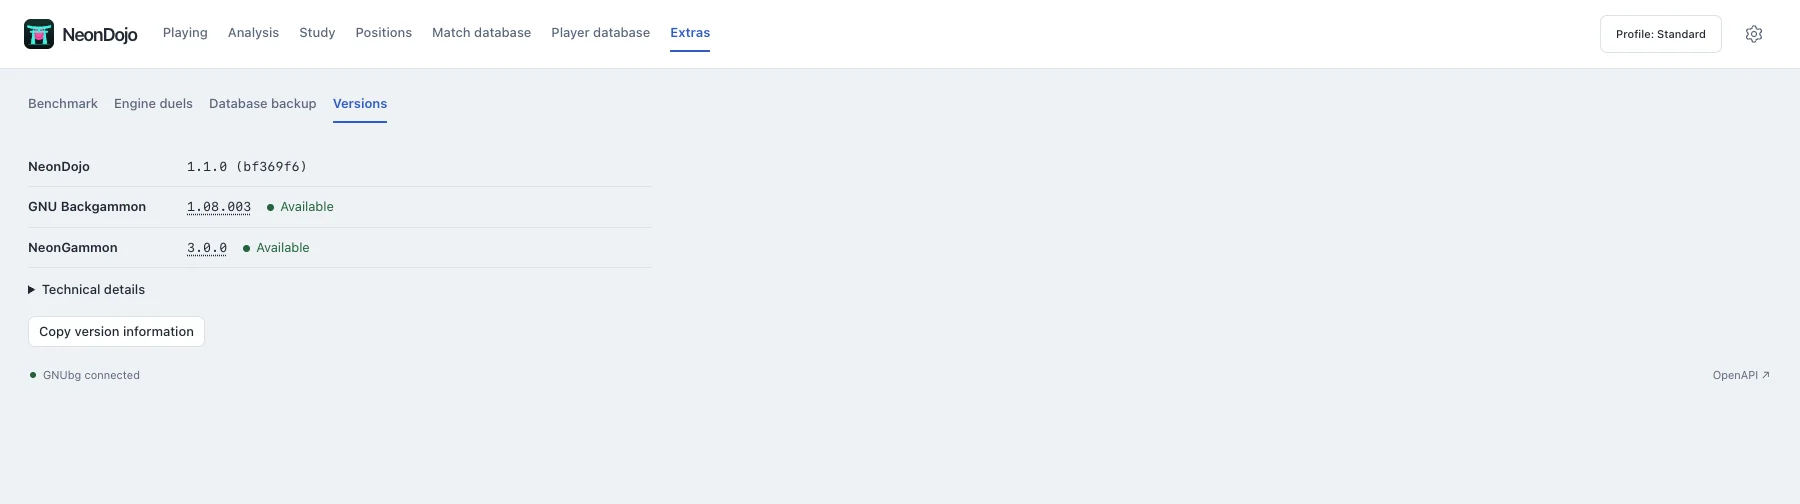 NeonDojo Playing Analysis Study Positions Match database Player database Extras Profile: Standard
Benchmark Engine duels Database backup Versions
NeonDojo 1.1.0 (bf369f6)
GNU Backgammon 1.08.003 Available
NeonGammon 3.0.0 Available
Technical details
Copy version information
GNUbg connected OpenAPI ↗